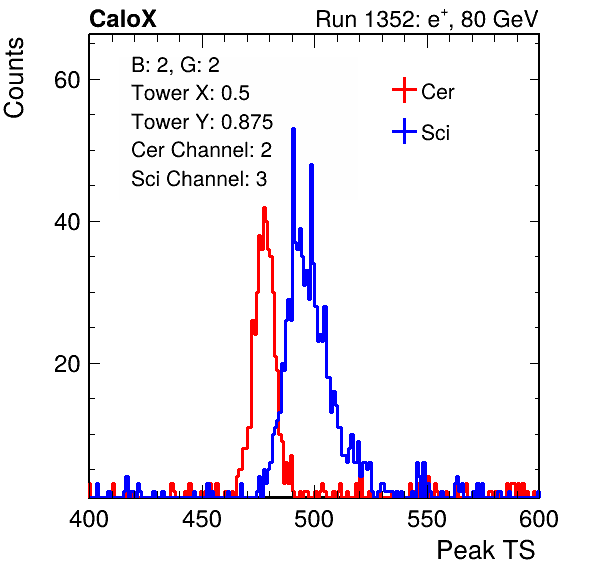 CaloX
Run 1352: e+, 80 GeV
Counts
B: 2, G: 2
Tower X: 0.5
Tower Y: 0.875
Cer Channel: 2
Sci Channel: 3
Cer
Sci
60
40
20
400 450 500 550 600
Peak TS